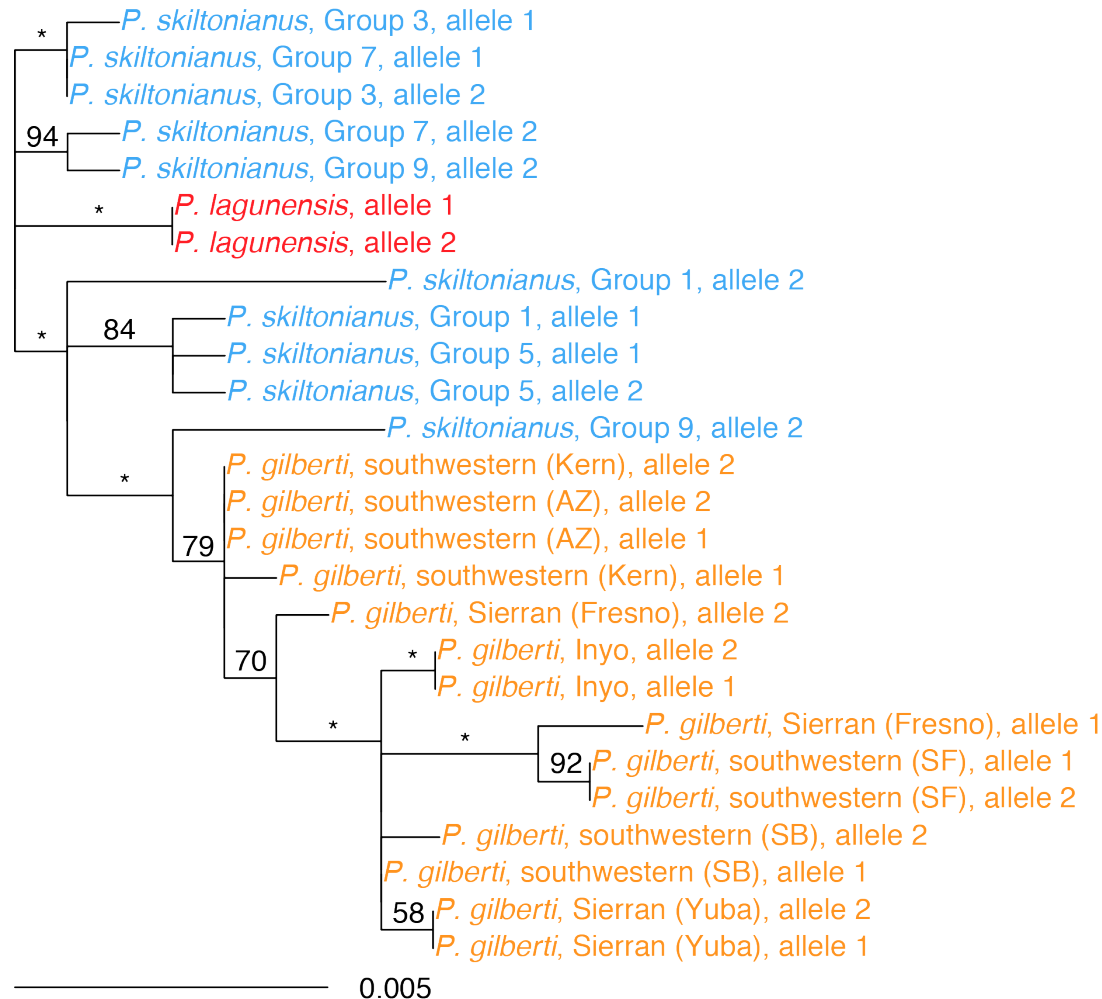 * P. skiltonianus, Group 3, allele 1
P. skiltonianus, Group 7, allele 1
P. skiltonianus, Group 3, allele 2
94 P. skiltonianus, Group 7, allele 2
P. skiltonianus, Group 9, allele 2
* P. lagunensis, allele 1
P. lagunensis, allele 2
P. skiltonianus, Group 1, allele 2
* 84 P. skiltonianus, Group 1, allele 1
P. skiltonianus, Group 5, allele 1
P. skiltonianus, Group 5, allele 2
P. skiltonianus, Group 9, allele 2
* P. gilberti, southwestern (Kern), allele 2
P. gilberti, southwestern (AZ), allele 2
79 P. gilberti, southwestern (AZ), allele 1
P. gilberti, southwestern (Kern), allele 1
P. gilberti, Sierran (Fresno), allele 2
70 * P. gilberti, Inyo, allele 2
P. gilberti, Inyo, allele 1
* * P. gilberti, Sierran (Fresno), allele 1
92 P. gilberti, southwestern (SF), allele 1
P. gilberti, southwestern (SF), allele 2
P. gilberti, southwestern (SB), allele 2
P. gilberti, southwestern (SB), allele 1
58 P. gilberti, Sierran (Yuba), allele 2
P. gilberti, Sierran (Yuba), allele 1
0.005